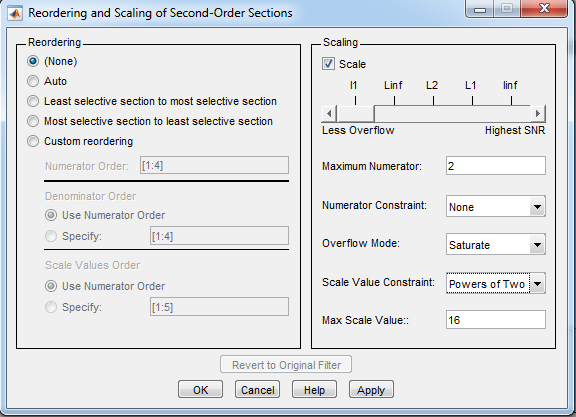 Reordering and Scaling of Second-Order Sections
Reordering
(None)
Auto
Least selective section to most selective section
Most selective section to least selective section
Custom reordering
Numerator Order: [1:4]
Denominator Order
Use Numerator Order
Specify: [1:4]
Scale Values Order
Use Numerator Order
Specify: [1:5]
Scaling
Scale
l1 Linf L2 L1 linf
Less Overflow Highest SNR
Maximum Numerator: 2
Numerator Constraint: None
Overflow Mode: Saturate
Scale Value Constraint: Powers of Two
Max Scale Value:: 16
Revert to Original Filter
OK Cancel Help Apply